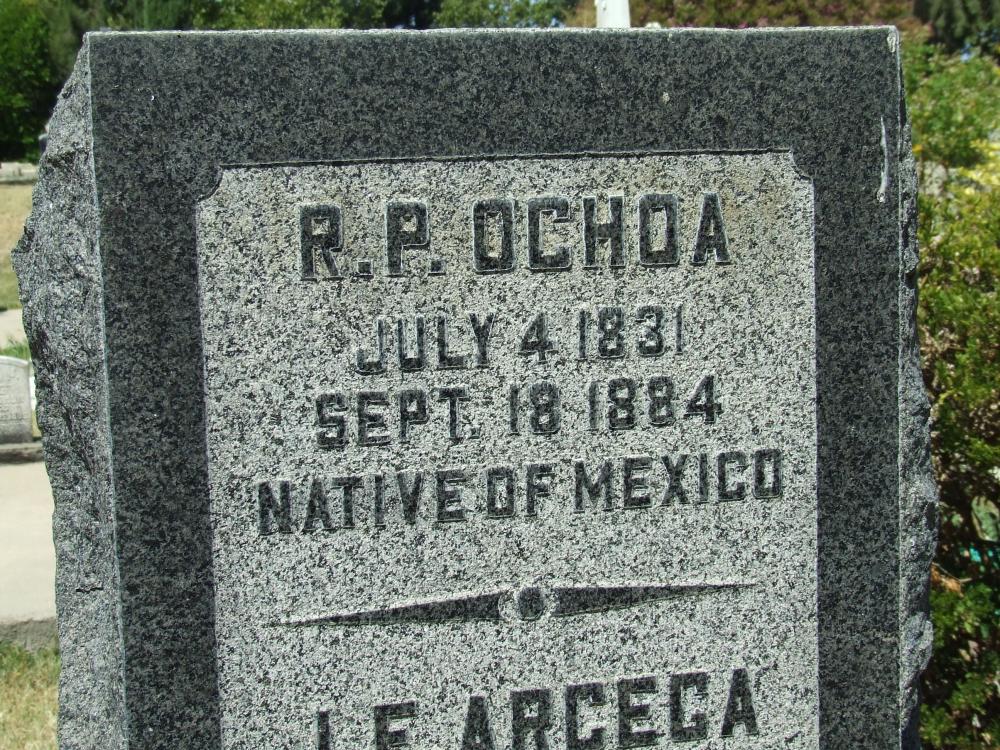 R.P. OCHOA
JULY 4 1831
SEPT. 18 1884
NATIVE OF MEXICO
ARCEGA